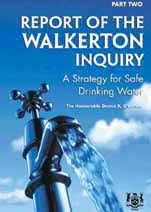 PART TWO
REPORT OF THE
WALKERTON
INQUIRY
A Strategy for Safe
Drinking Water
The Honourable Dennis R. O'Connor